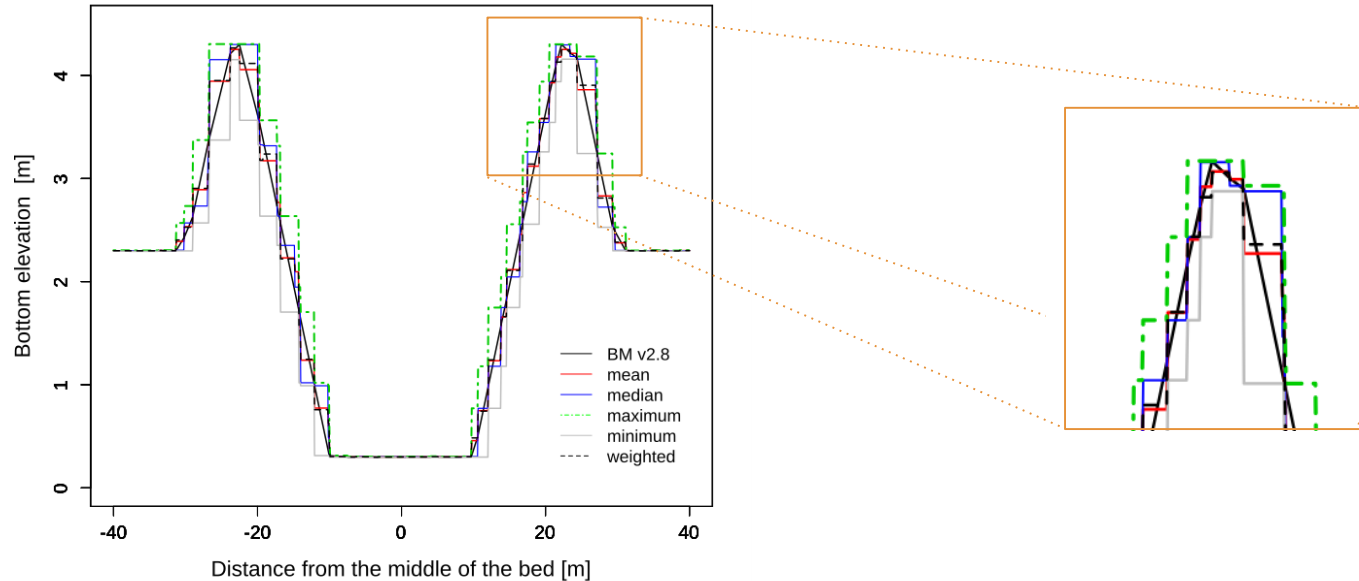 4
3
2
1
0
Bottom elevation [m]
BM v2.8
mean
median
maximum
minimum
weighted
-40 -20 0 20 40
Distance from the middle of the bed [m]